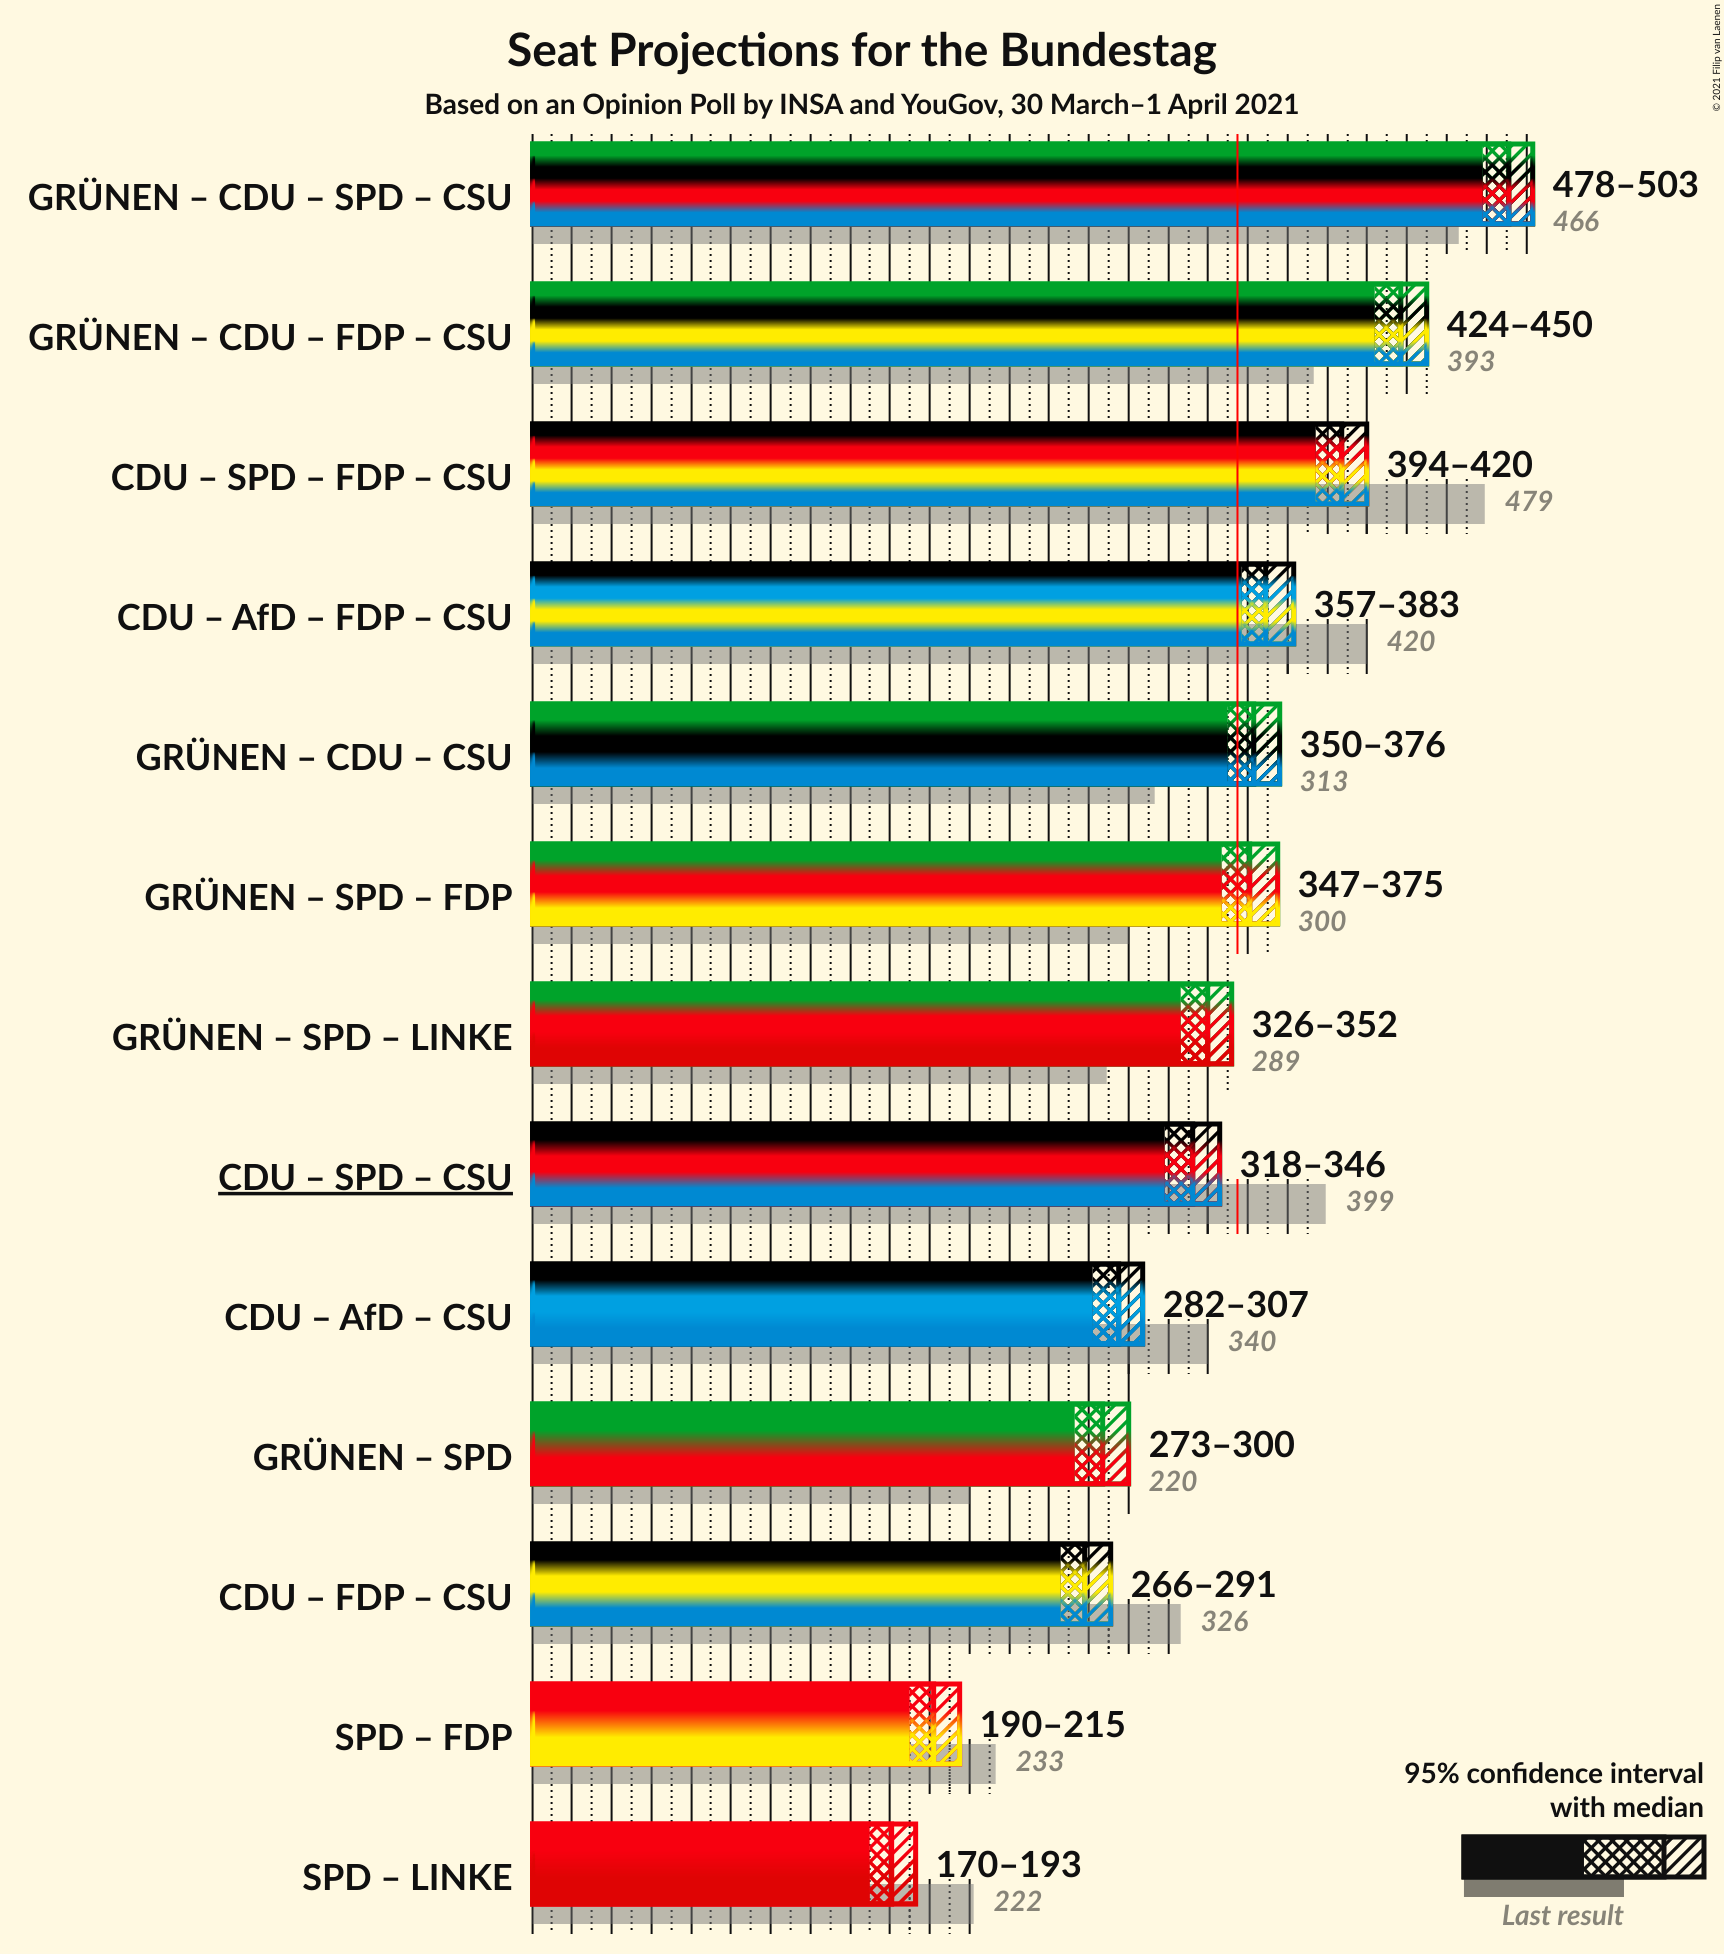 Seat Projections for the Bundestag
Based on an Opinion Poll by INSA and YouGov, 30 March–1 April 2021
© 2021 Filip van Laenen
GRÜNEN – CDU – SPD – CSU
478–503
466
GRÜNEN – CDU – FDP – CSU
424–450
393
CDU – SPD – FDP – CSU
394–420
479
CDU – AfD – FDP – CSU
357–383
420
GRÜNEN – CDU – CSU
350–376
313
GRÜNEN – SPD – FDP
347–375
300
GRÜNEN – SPD – LINKE
326–352
289
CDU – SPD – CSU
318–346
399
CDU – AfD – CSU
282–307
340
GRÜNEN – SPD
273–300
220
CDU – FDP – CSU
266–291
326
SPD – FDP
190–215
233
SPD – LINKE
170–193
222
95% confidence interval
with median
Last result